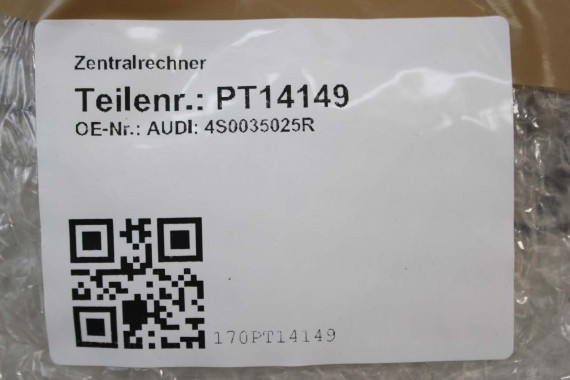 Zentralrechner
Teilenr.: PT14149
OE-Nr.: AUDI: 4S0035025R
170PT14149